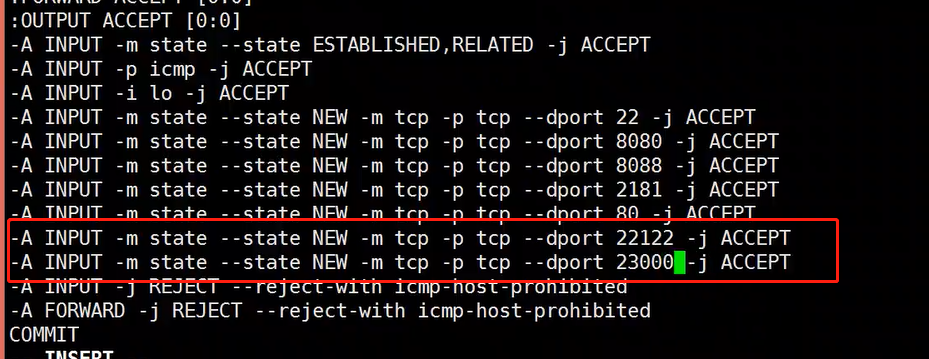 :FORWARD ACCEPT [0:0]
:OUTPUT ACCEPT [0:0]
-A INPUT -m state --state ESTABLISHED,RELATED -j ACCEPT
-A INPUT -p icmp -j ACCEPT
-A INPUT -i lo -j ACCEPT
-A INPUT -m state --state NEW -m tcp -p tcp --dport 22 -j ACCEPT
-A INPUT -m state --state NEW -m tcp -p tcp --dport 8080 -j ACCEPT
-A INPUT -m state --state NEW -m tcp -p tcp --dport 8088 -j ACCEPT
-A INPUT -m state --state NEW -m tcp -p tcp --dport 2181 -j ACCEPT
-A INPUT -m state --state NEW -m tcp -p tcp --dport 80 -j ACCEPT
-A INPUT -m state --state NEW -m tcp -p tcp --dport 22122 -j ACCEPT
-A INPUT -m state --state NEW -m tcp -p tcp --dport 23000 -j ACCEPT
-A INPUT -j REJECT --reject-with icmp-host-prohibited
-A FORWARD -j REJECT --reject-with icmp-host-prohibited
COMMIT
-- INSERT --